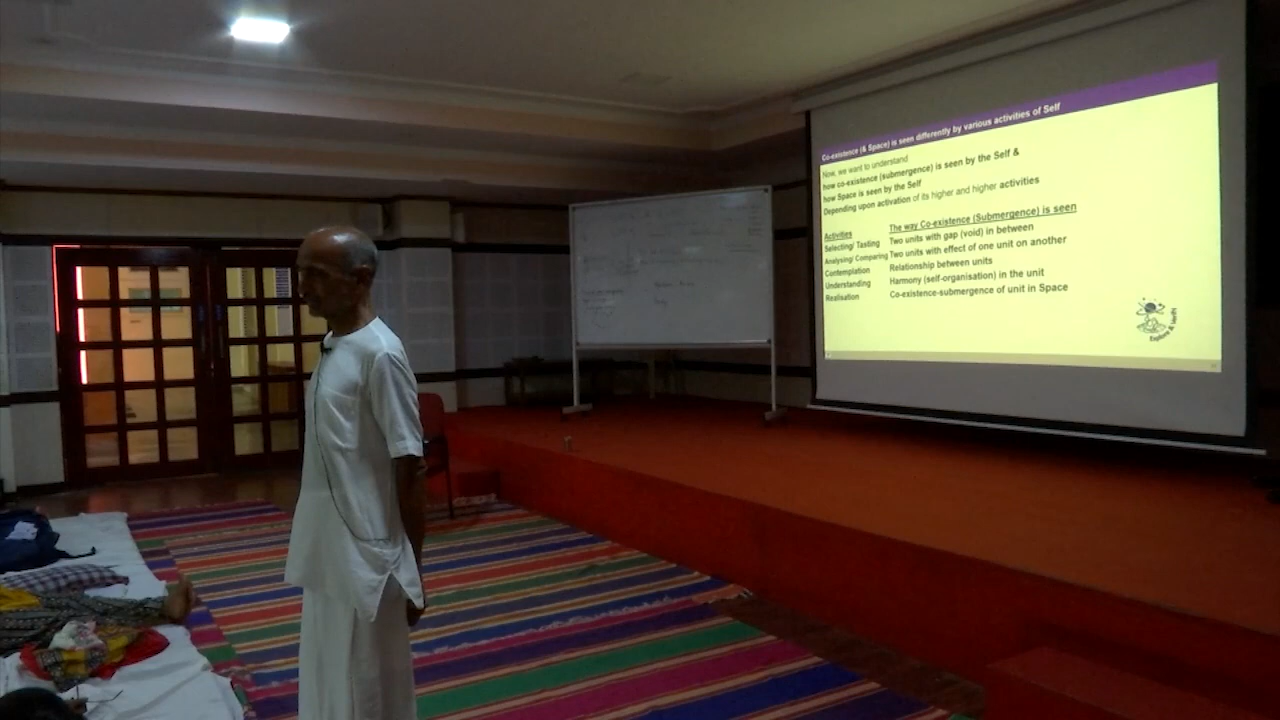 Co-existence (& Space) is seen differently by various activities of Self
Now, we want to understand
how co-existence (submergence) is seen by the Self &
how Space is seen by the Self
Depending upon activation of its higher and higher activities
Activities The way Co-existence (Submergence) is seen
Selecting/ Tasting Two units with gap (void) in between
Analysing/ Comparing Two units with effect of one unit on another
Contemplation Relationship between units
Understanding Harmony (self-organisation) in the unit
Realisation Co-existence-submergence of unit in Space